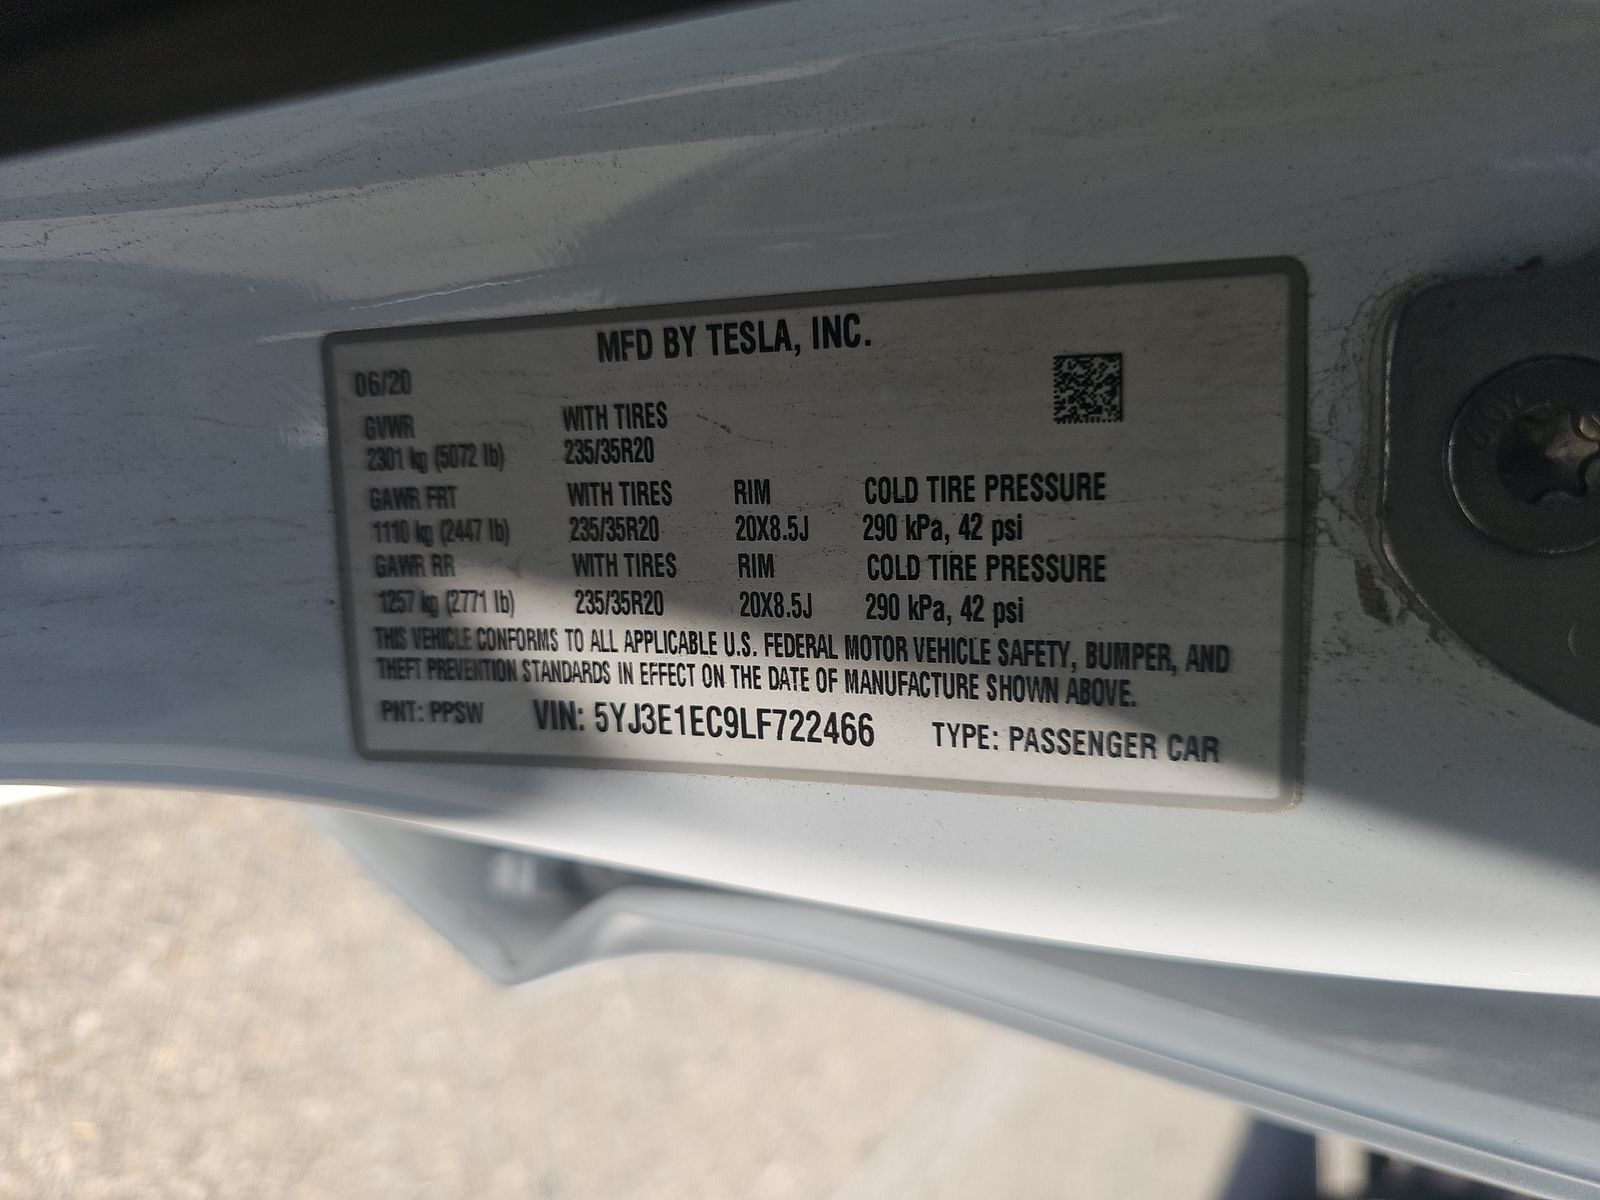 MFD BY TESLA, INC.
06/20
GVWR WITH TIRES
2301 kg (5072 lb) 235/35R20
GAWR FRT WITH TIRES RIM COLD TIRE PRESSURE
1110 kg (2447 lb) 235/35R20 20X8.5J 290 kPa, 42 psi
GAWR RR WITH TIRES RIM COLD TIRE PRESSURE
1257 kg (2771 lb) 235/35R20 20X8.5J 290 kPa, 42 psi
THIS VEHICLE CONFORMS TO ALL APPLICABLE U.S. FEDERAL MOTOR VEHICLE SAFETY, BUMPER, AND
THEFT PREVENTION STANDARDS IN EFFECT ON THE DATE OF MANUFACTURE SHOWN ABOVE.
PNT: PPSW VIN: 5YJ3E1EC9LF722466 TYPE: PASSENGER CAR